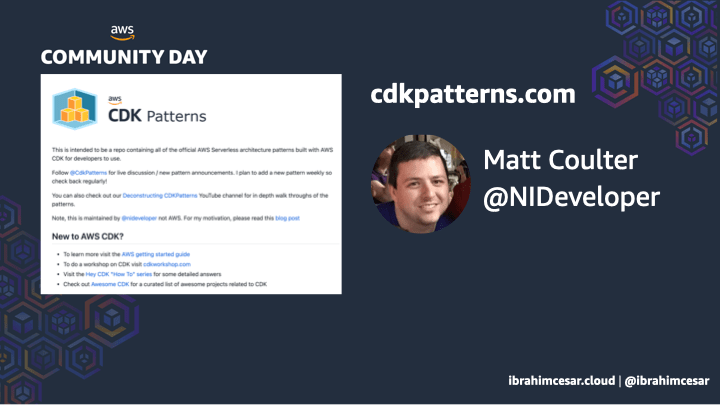 aws
COMMUNITY DAY
aws
CDK Patterns
This is intended to be a repo containing all of the official AWS Serverless architecture patterns built with AWS
CDK for developers to use.
Follow @CdkPatterns for live discussion / new pattern announcements. I plan to add a new pattern weekly so
check back regularly!
You can also check out our Deconstructing CDKPatterns YouTube channel for in depth walk throughs of the
patterns.
Note, this is maintained by @nideveloper not AWS. For my motivation, please read this blog post
New to AWS CDK?
• To learn more visit the AWS getting started guide
• To do a workshop on CDK visit cdkworkshop.com
• Visit the Hey CDK "How To" series for some detailed answers
• Check out Awesome CDK for a curated list of awesome projects related to CDK
cdkpatterns.com
Matt Coulter
@NIDeveloper
ibrahimcesar.cloud | @ibrahimcesar